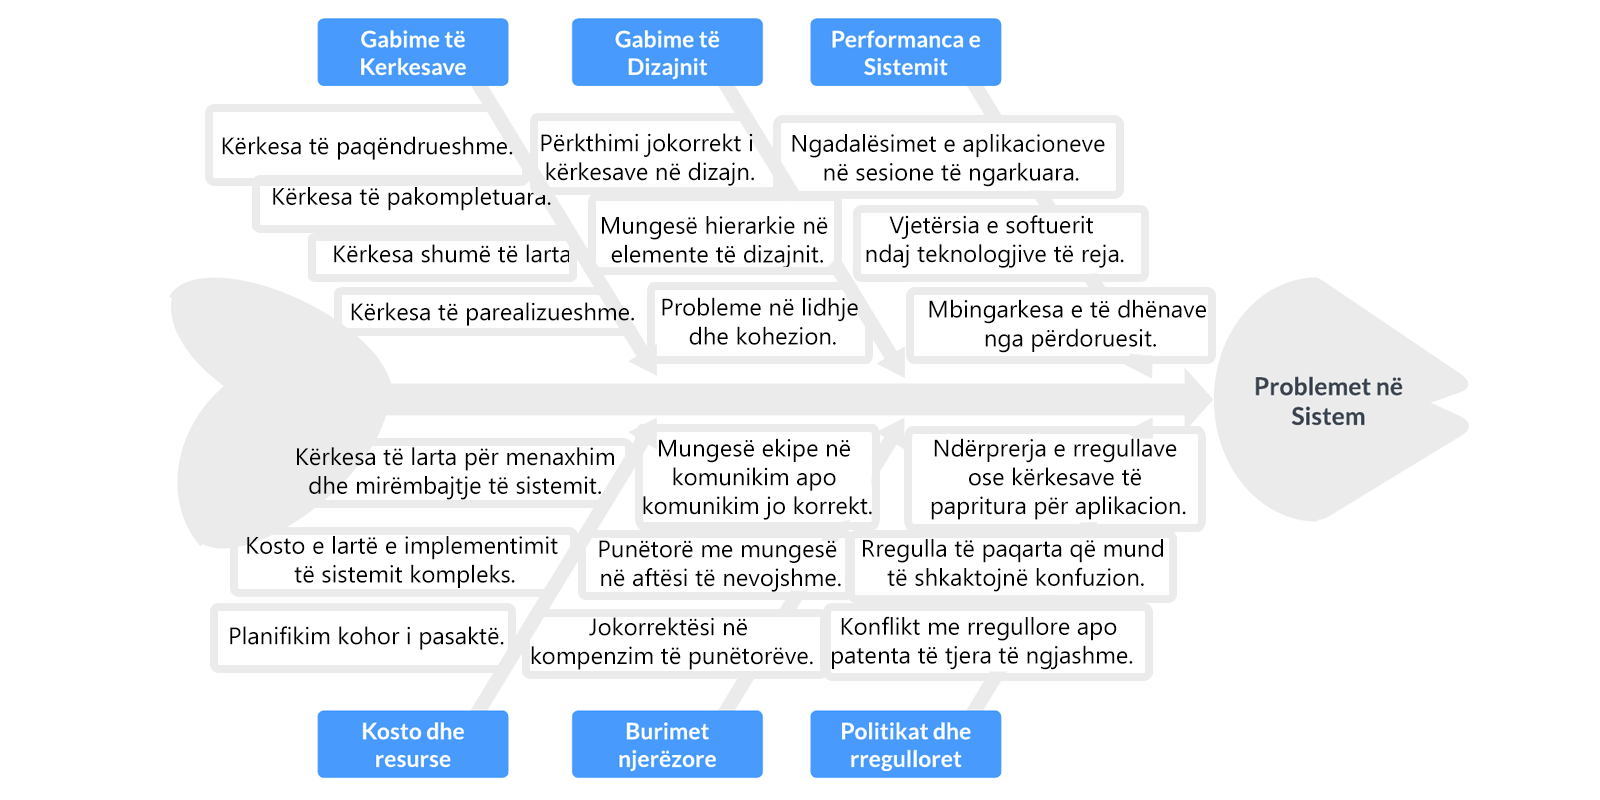 Gabime të
Kerkesave
Gabime të
Dizajnit
Performanca e
Sistemit
Kërkesa të paqëndrueshme.
Kërkesa të pakompletuara.
Kërkesa shumë të larta
Kërkesa të parealizueshme.
Përkthimi jokorrekt i
kërkesave në dizajn.
Mungesë hierarkie në
elemente të dizajnit.
Probleme në lidhje
dhe kohezion.
Ngadalësimet e aplikacioneve
në sesione të ngarkuara.
Vjetërsia e softuerit
ndaj teknologjive të reja.
Mbingarkesa e të dhënave
nga përdoruesit.
Problemet në
Sistem
Kërkesa të larta për menaxhim
dhe mirëmbajtje të sistemit.
Kosto e lartë e implementimit
të sistemit kompleks.
Planifikim kohor i pasaktë.
Mungesë ekipe në
komunikim apo
komunikim jo korrekt.
Punëtorë me mungesë
në aftësi të nevojshme.
Jokorrektësi në
kompenzim të punëtorëve.
Ndërprerja e rregullave
ose kërkesave të
papritura për aplikacion.
Rregulla të paqarta që mund
të shkaktojnë konfuzion.
Konflikt me rregullore apo
patenta të tjera të ngjashme.
Kosto dhe
resurse
Burimet
njerëzore
Politikat dhe
rregulloret